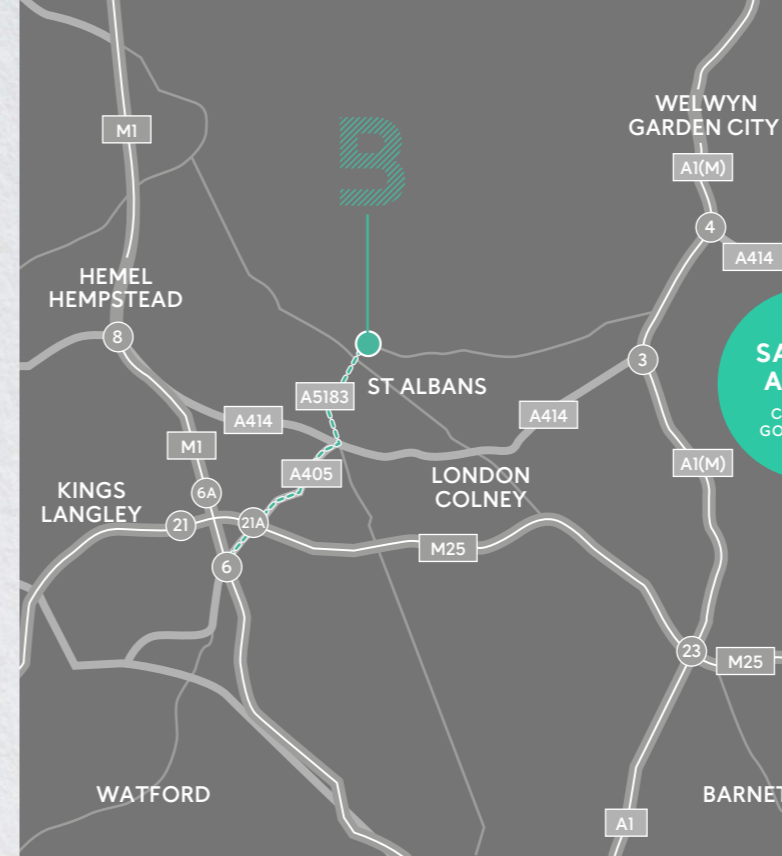 WELWYN
GARDEN CITY
M1
B
A1(M)
4
A414
HEMEL
HEMPSTEAD
8
3
A5183
ST ALBANS
A414
A414
M1
A1(M)
A405
LONDON
COLNEY
KINGS
LANGLEY
6A
21
21A
M25
6
23
M25
WATFORD
A1